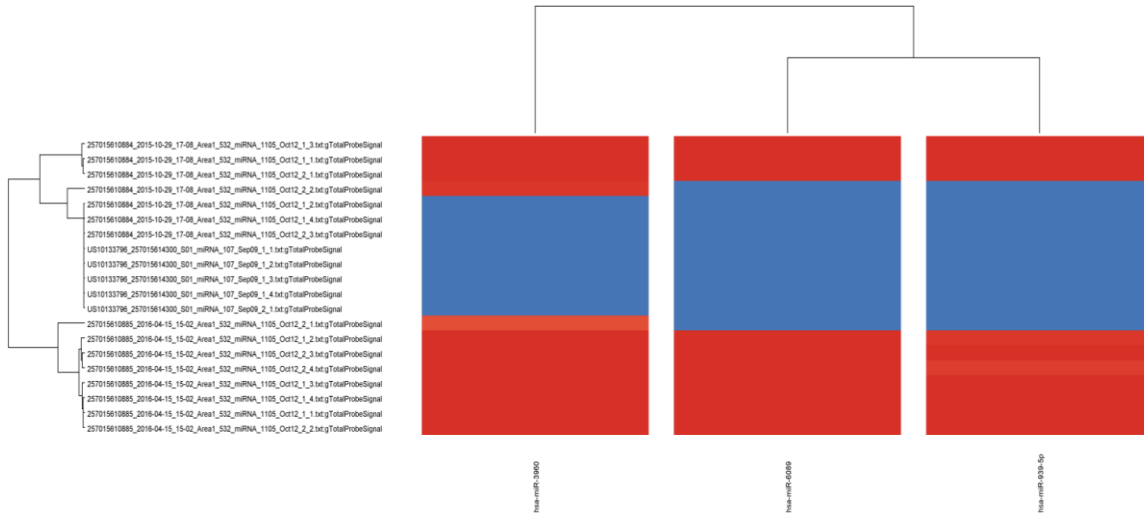 257015610884_2015-10-29_17-08_Area1_532_miRNA_1105_Oct12_1_3.txt:gTotalProbeSignal
257015610884_2015-10-29_17-08_Area1_532_miRNA_1105_Oct12_1_1.txt:gTotalProbeSignal
257015610884_2015-10-29_17-08_Area1_532_miRNA_1105_Oct12_2_1.txt:gTotalProbeSignal
257015610884_2015-10-29_17-08_Area1_532_miRNA_1105_Oct12_2_2.txt:gTotalProbeSignal
257015610884_2015-10-29_17-08_Area1_532_miRNA_1105_Oct12_1_2.txt:gTotalProbeSignal
257015610884_2015-10-29_17-08_Area1_532_miRNA_1105_Oct12_1_4.txt:gTotalProbeSignal
257015610884_2015-10-29_17-08_Area1_532_miRNA_1105_Oct12_2_3.txt:gTotalProbeSignal
US10133796_257015614300_S01_miRNA_107_Sep09_1_1.txt:gTotalProbeSignal
US10133796_257015614300_S01_miRNA_107_Sep09_1_2.txt:gTotalProbeSignal
US10133796_257015614300_S01_miRNA_107_Sep09_1_3.txt:gTotalProbeSignal
US10133796_257015614300_S01_miRNA_107_Sep09_1_4.txt:gTotalProbeSignal
US10133796_257015614300_S01_miRNA_107_Sep09_2_1.txt:gTotalProbeSignal
257015610885_2016-04-15_15-02_Area1_532_miRNA_1105_Oct12_2_1.txt:gTotalProbeSignal
257015610885_2016-04-15_15-02_Area1_532_miRNA_1105_Oct12_1_2.txt:gTotalProbeSignal
257015610885_2016-04-15_15-02_Area1_532_miRNA_1105_Oct12_2_3.txt:gTotalProbeSignal
257015610885_2016-04-15_15-02_Area1_532_miRNA_1105_Oct12_2_4.txt:gTotalProbeSignal
257015610885_2016-04-15_15-02_Area1_532_miRNA_1105_Oct12_1_3.txt:gTotalProbeSignal
257015610885_2016-04-15_15-02_Area1_532_miRNA_1105_Oct12_1_4.txt:gTotalProbeSignal
257015610885_2016-04-15_15-02_Area1_532_miRNA_1105_Oct12_1_1.txt:gTotalProbeSignal
257015610885_2016-04-15_15-02_Area1_532_miRNA_1105_Oct12_2_2.txt:gTotalProbeSignal
hsa-miR-3960
hsa-miR-6089
hsa-miR-939-5p